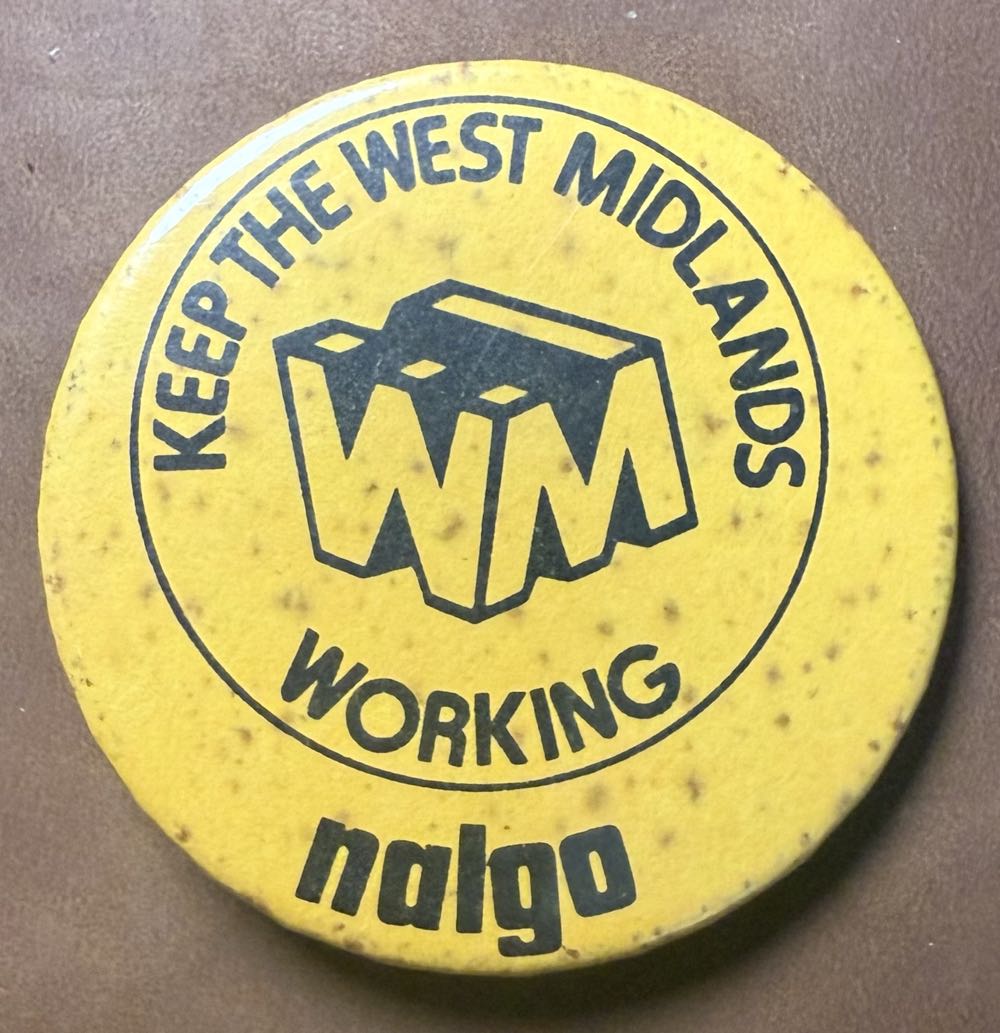 KEEP THE WEST MIDLANDS
WM
WORKING
nalgo